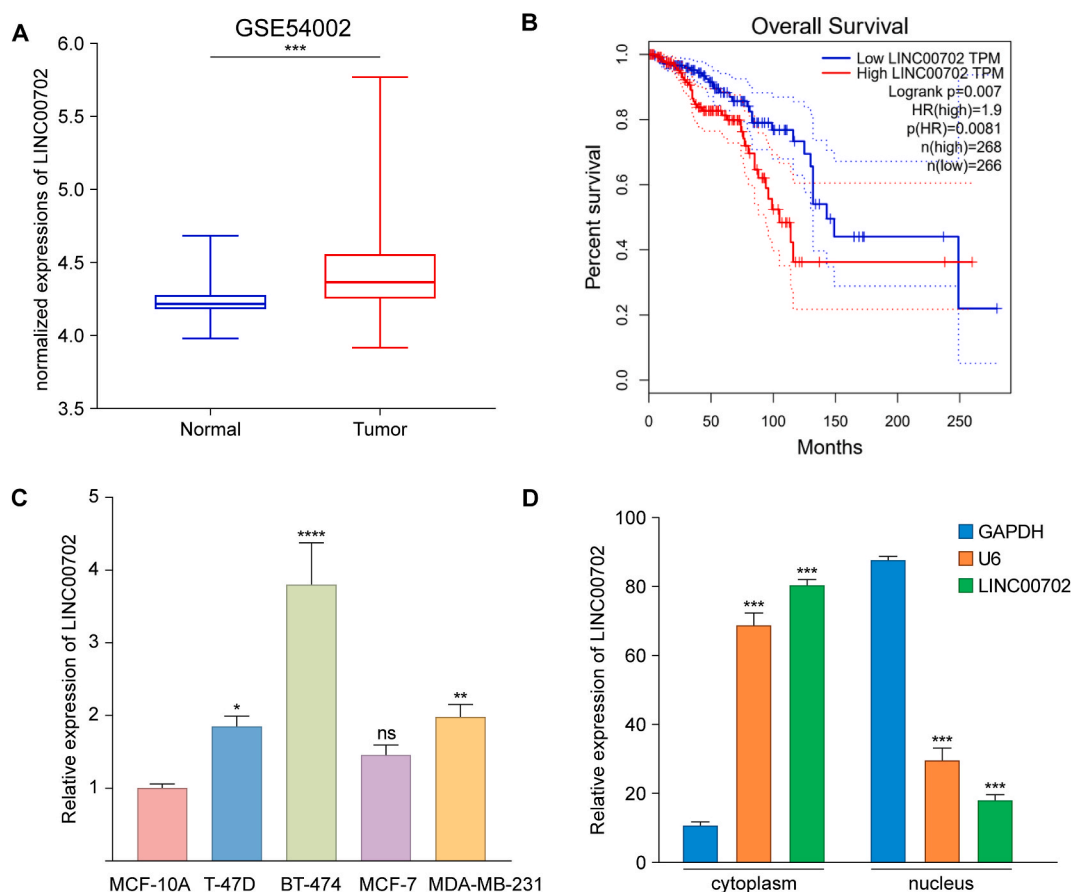 A
GSE54002
***
normalized expressions of LINC00702
6.0
5.5
5.0
4.5
4.0
3.5
Normal
Tumor
B
Overall Survival
Low LINC00702 TPM
High LINC00702 TPM
Logrank p=0.007
HR(high)=1.9
p(HR)=0.0081
n(high)=268
n(low)=266
Percent survival
1.0
0.8
0.6
0.4
0.2
0.0
0
50
100
150
200
250
Months
C
Relative expression of LINC00702
5
4
3
2
1
*
****
ns
**
MCF-10A
T-47D
BT-474
MCF-7
MDA-MB-231
D
Relative expression of LINC00702
100
80
60
40
20
0
GAPDH
U6
LINC00702
***
***
***
***
cytoplasm
nucleus